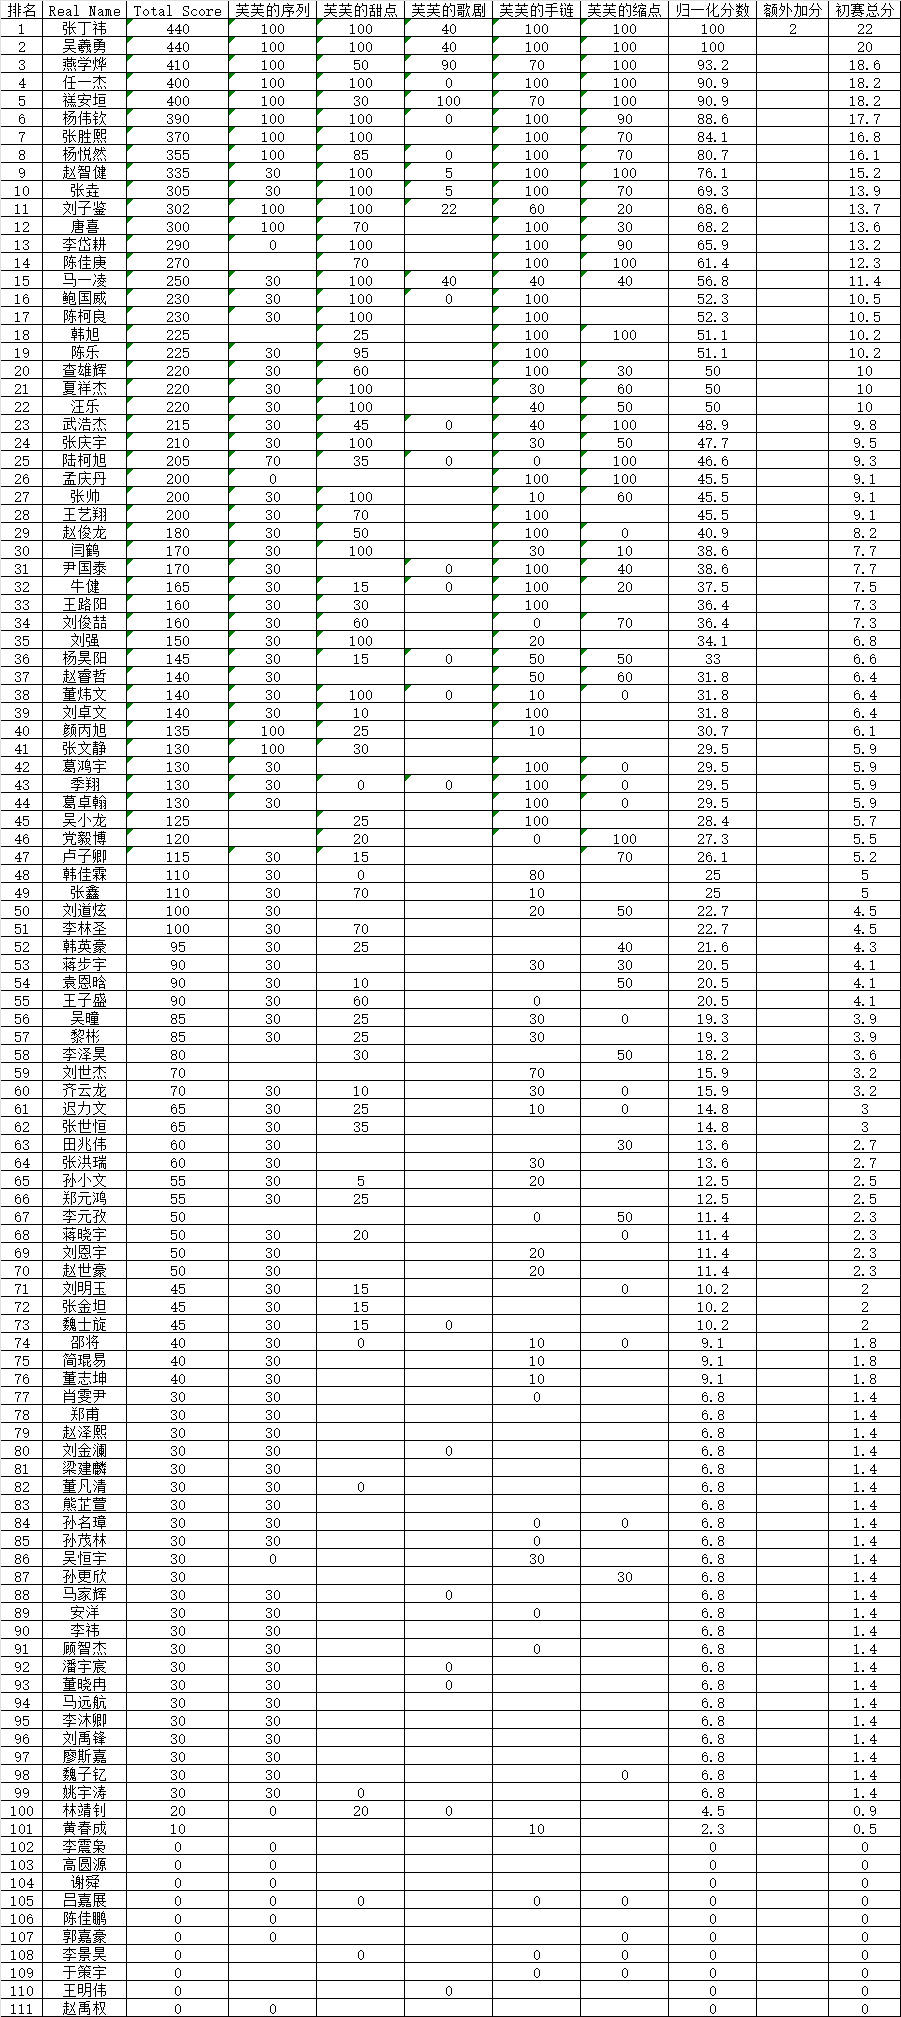 排名 Real Name Total Score 芙芙的序列 芙芙的甜点 芙芙的歌剧 芙芙的手链 芙芙的缩点 归一化分数 额外加分 初赛总分
1 张丁祎 440 100 100 40 100 100 100 2 22
2 吴羲勇 440 100 100 40 100 100 100 20
3 燕学烨 410 100 50 90 70 100 93.2 18.6
4 任一杰 400 100 100 0 100 100 90.9 18.2
5 禚安垣 400 100 30 100 70 100 90.9 18.2
6 杨伟钦 390 100 100 0 100 90 88.6 17.7
7 张胜熙 370 100 100 100 70 84.1 16.8
8 杨悦然 355 100 85 0 100 70 80.7 16.1
9 赵智健 335 30 100 5 100 100 76.1 15.2
10 张垚 305 30 100 5 100 70 69.3 13.9
11 刘子鉴 302 100 100 22 60 20 68.6 13.7
12 唐喜 300 100 70 100 30 68.2 13.6
13 李岱耕 290 0 100 100 90 65.9 13.2
14 陈佳庚 270 70 100 100 61.4 12.3
15 马一凌 250 30 100 40 40 40 56.8 11.4
16 鲍国威 230 30 100 0 100 52.3 10.5
17 陈柯良 230 30 100 100 52.3 10.5
18 韩旭 225 25 100 100 51.1 10.2
19 陈乐 225 30 95 100 51.1 10.2
20 查雄辉 220 30 60 100 30 50 10
21 夏祥杰 220 30 100 30 60 50 10
22 汪乐 220 30 100 40 50 50 10
23 武浩杰 215 30 45 0 40 100 48.9 9.8
24 张庆宇 210 30 100 30 50 47.7 9.5
25 陆柯旭 205 70 35 0 0 100 46.6 9.3
26 孟庆丹 200 0 100 100 45.5 9.1
27 张帅 200 30 100 10 60 45.5 9.1
28 王艺翔 200 30 70 100 45.5 9.1
29 赵俊龙 180 30 50 100 0 40.9 8.2
30 闫鹤 170 30 100 30 10 38.6 7.7
31 尹国泰 170 30 0 100 40 38.6 7.7
32 牛健 165 30 15 0 100 20 37.5 7.5
33 王路阳 160 30 30 100 36.4 7.3
34 刘俊喆 160 30 60 0 70 36.4 7.3
35 刘强 150 30 100 20 34.1 6.8
36 杨昊阳 145 30 15 0 50 50 33 6.6
37 赵睿哲 140 30 50 60 31.8 6.4
38 董炜文 140 30 100 0 10 0 31.8 6.4
39 刘卓文 140 30 10 100 31.8 6.4
40 颜丙旭 135 100 25 10 30.7 6.1
41 张文静 130 100 30 29.5 5.9
42 葛鸿宇 130 30 100 0 29.5 5.9
43 季翔 130 30 0 0 100 0 29.5 5.9
44 葛卓翰 130 30 100 0 29.5 5.9
45 吴小龙 125 25 100 28.4 5.7
46 党毅博 120 20 0 100 27.3 5.5
47 卢子卿 115 30 15 70 26.1 5.2
48 韩佳霖 110 30 0 80 25 5
49 张鑫 110 30 70 10 25 5
50 刘道炫 100 30 20 50 22.7 4.5
51 李林圣 100 30 70 22.7 4.5
52 韩英豪 95 30 25 40 21.6 4.3
53 蒋步宇 90 30 30 30 20.5 4.1
54 袁恩晗 90 30 10 50 20.5 4.1
55 王子盛 90 30 60 0 20.5 4.1
56 吴曈 85 30 25 30 0 19.3 3.9
57 黎彬 85 30 25 30 19.3 3.9
58 李泽昊 80 30 50 18.2 3.6
59 刘世杰 70 70 15.9 3.2
60 齐云龙 70 30 10 30 0 15.9 3.2
61 迟力文 65 30 25 10 0 14.8 3
62 张世恒 65 30 35 14.8 3
63 田兆伟 60 30 30 13.6 2.7
64 张洪瑞 60 30 30 13.6 2.7
65 孙小文 55 30 5 20 12.5 2.5
66 郑元鸿 55 30 25 12.5 2.5
67 李元孜 50 0 50 11.4 2.3
68 蒋晓宇 50 30 20 0 11.4 2.3
69 刘恩宇 50 30 20 11.4 2.3
70 赵世豪 50 30 20 11.4 2.3
71 刘明玉 45 30 15 0 10.2 2
72 张金坦 45 30 15 10.2 2
73 魏士旋 45 30 15 0 10.2 2
74 邵将 40 30 0 10 0 9.1 1.8
75 简琨易 40 30 10 9.1 1.8
76 董志坤 40 30 10 9.1 1.8
77 肖雯尹 30 30 0 6.8 1.4
78 郑甫 30 30 6.8 1.4
79 赵泽熙 30 30 6.8 1.4
80 刘金澜 30 30 0 6.8 1.4
81 梁建麟 30 30 6.8 1.4
82 董凡清 30 30 0 6.8 1.4
83 熊芷萱 30 30 6.8 1.4
84 孙名璋 30 30 0 0 6.8 1.4
85 孙茂林 30 30 0 6.8 1.4
86 吴恒宇 30 0 30 6.8 1.4
87 孙更欣 30 30 6.8 1.4
88 马家辉 30 30 0 6.8 1.4
89 安洋 30 30 0 6.8 1.4
90 李祎 30 30 6.8 1.4
91 顾智杰 30 30 0 6.8 1.4
92 潘宇宸 30 30 0 6.8 1.4
93 董晓冉 30 30 0 6.8 1.4
94 马远航 30 30 6.8 1.4
95 李沐卿 30 30 6.8 1.4
96 刘禹锋 30 30 6.8 1.4
97 廖斯嘉 30 30 6.8 1.4
98 魏子钇 30 30 0 6.8 1.4
99 姚宇涛 30 30 0 6.8 1.4
100 林靖钊 20 0 20 0 4.5 0.9
101 黄春成 10 10 2.3 0.5
102 李震枭 0 0 0 0
103 高圆源 0 0 0 0
104 谢舜 0 0 0 0
105 吕嘉展 0 0 0 0 0 0 0
106 陈佳鹏 0 0 0 0
107 郭嘉豪 0 0 0 0 0
108 李景昊 0 0 0 0 0 0
109 于策宇 0 0 0 0 0
110 王明伟 0 0 0 0
111 赵禹权 0 0 0 0